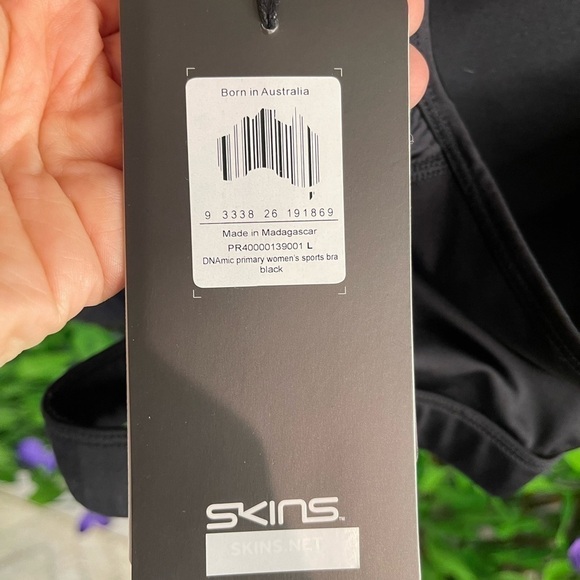 Born in Australia
9 3338 26 191869
Made in Madagascar
PR40000139001 L
DNAmic primary women's sports bra
black
SKINS™
SKINS.NET